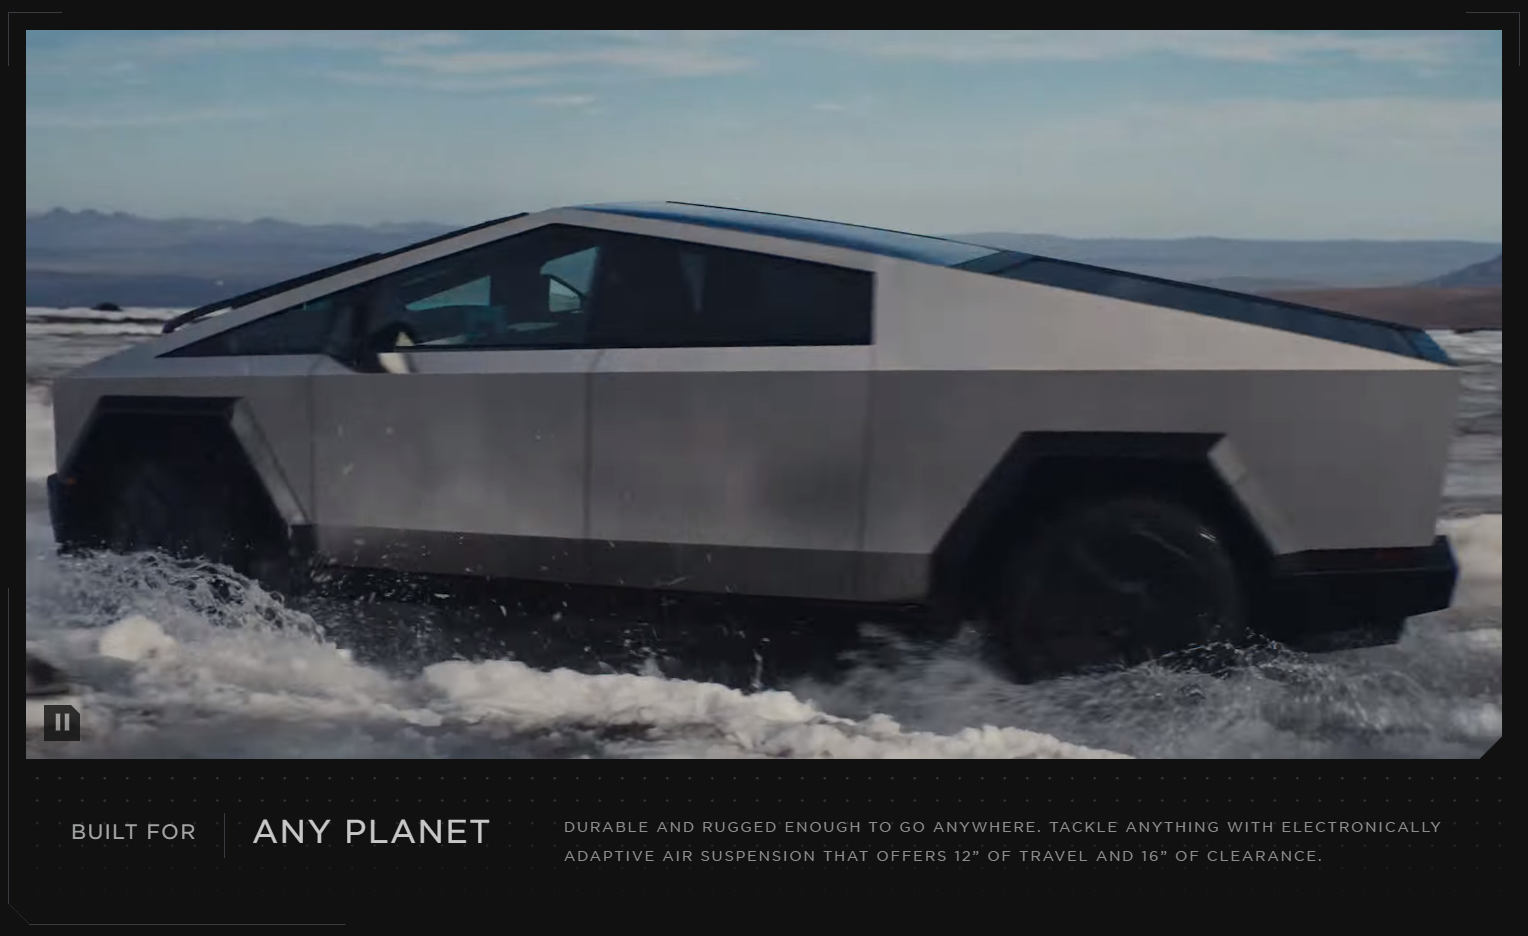 BUILT FOR
ANY PLANET
DURABLE AND RUGGED ENOUGH TO GO ANYWHERE. TACKLE ANYTHING WITH ELECTRONICALLY
ADAPTIVE AIR SUSPENSION THAT OFFERS 12” OF TRAVEL AND 16” OF CLEARANCE.